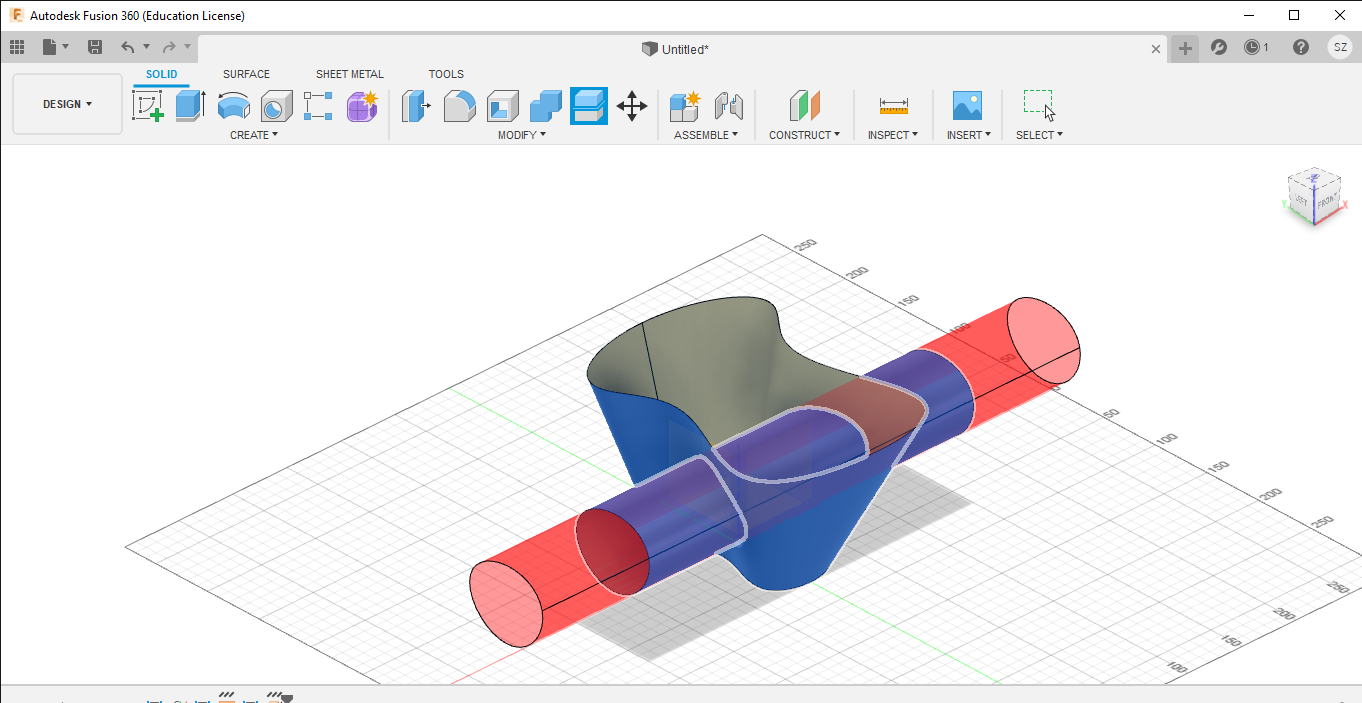 Autodesk Fusion 360 (Education License)
Untitled*
1
SZ
SOLID SURFACE SHEET METAL TOOLS
DESIGN
CREATE MODIFY ASSEMBLE CONSTRUCT INSPECT INSERT SELECT
Z
LEFT FRONT
Y X
250
200
150
100
50
50
100
150
200
250
250
200
150
100